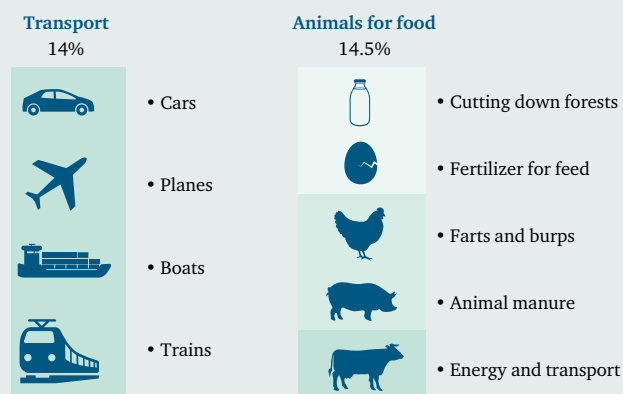 Transport
14%
• Cars
• Planes
• Boats
• Trains
Animals for food
14.5%
• Cutting down forests
• Fertilizer for feed
• Farts and burps
• Animal manure
• Energy and transport